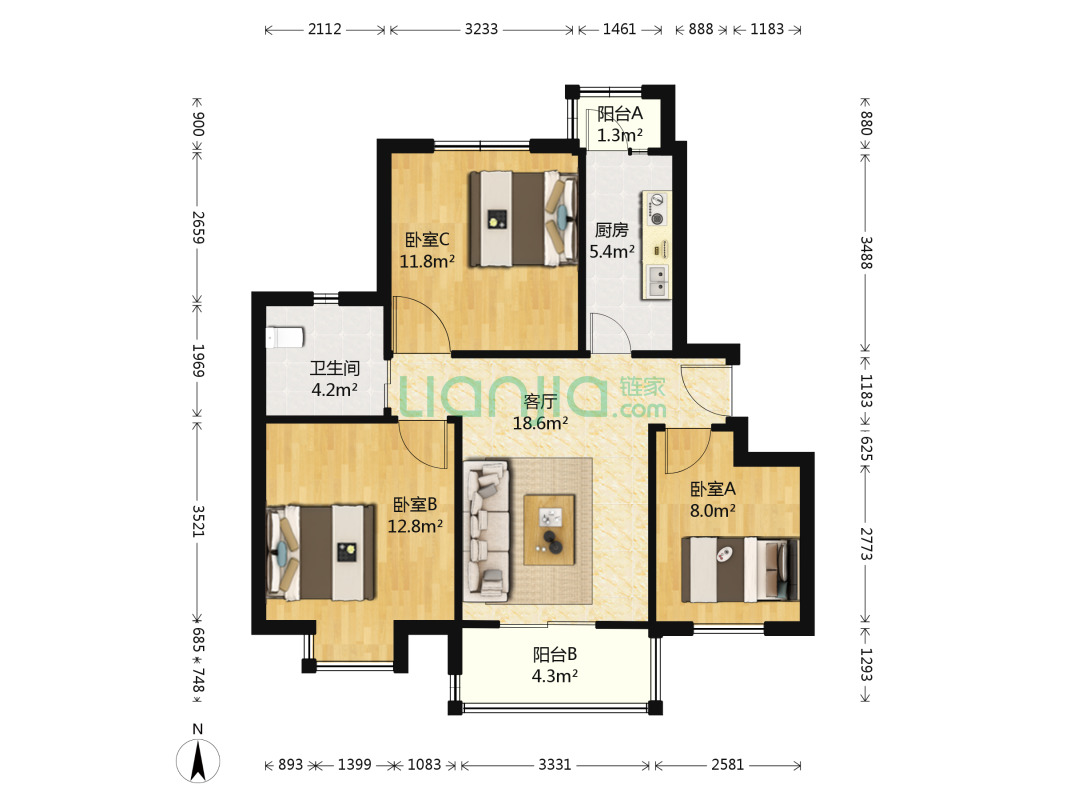 2112
3233
1461
888
1183
阳台A
1.3m²
900
880
2659
卧室C
11.8m²
厨房
5.4m²
3488
1969
卫生间
4.2m²
Lianjia 链家
.com
客厅
18.6m²
1183
625
3521
卧室B
12.8m²
卧室A
8.0m²
2773
685
748
阳台B
4.3m²
1293
N
893
1399
1083
3331
2581